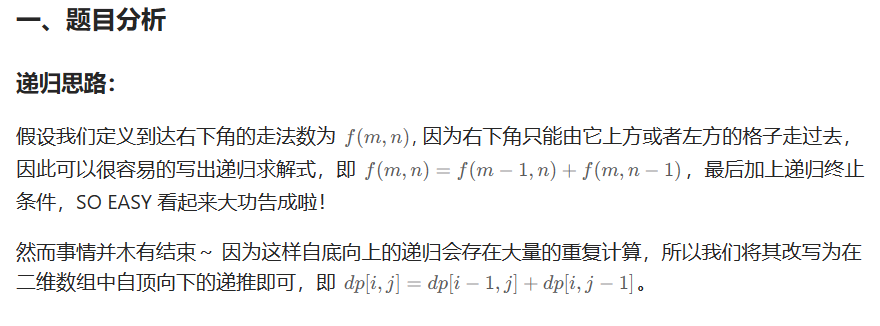 一、题目分析
递归思路：
假设我们定义到达右下角的走法数为 f(m, n), 因为右下角只能由它上方或者左方的格子走过去，
因此可以很容易的写出递归求解式，即 f(m, n) = f(m − 1, n) + f(m, n − 1)，最后加上递归终止
条件，SO EASY 看起来大功告成啦！
然而事情并木有结束～ 因为这样自底向上的递归会存在大量的重复计算，所以我们将其改写为在
二维数组中自顶向下的递推即可，即 dp[i, j] = dp[i − 1, j] + dp[i, j − 1]。